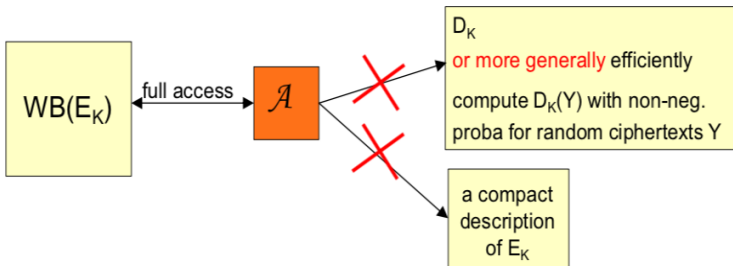 WB(E_K)
full access
𝒜
D_K
or more generally efficiently
compute D_K(Y) with non-neg.
proba for random ciphertexts Y
a compact
description
of E_K